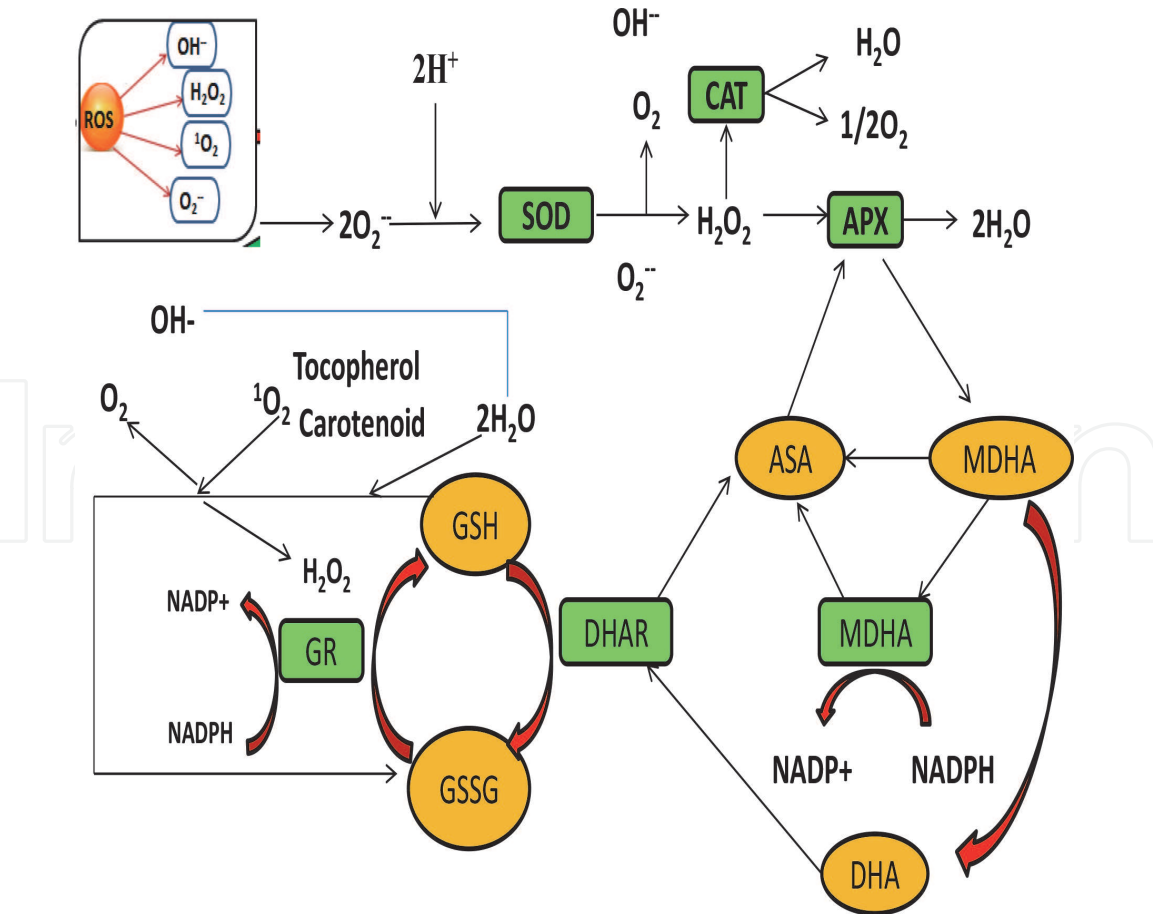 OH⁻
H₂O₂
ROS
¹O₂
O₂⁻
2H⁺
OH⁻⁻
O₂
CAT
H₂O
1/2O₂
2O₂⁻⁻
SOD
H₂O₂
APX
2H₂O
O₂⁻⁻
OH-
O₂
¹O₂
Tocopherol
Carotenoid
2H₂O
ASA
MDHA
GSH
H₂O₂
NADP+
GR
NADPH
DHAR
MDHA
NADP+
NADPH
GSSG
DHA